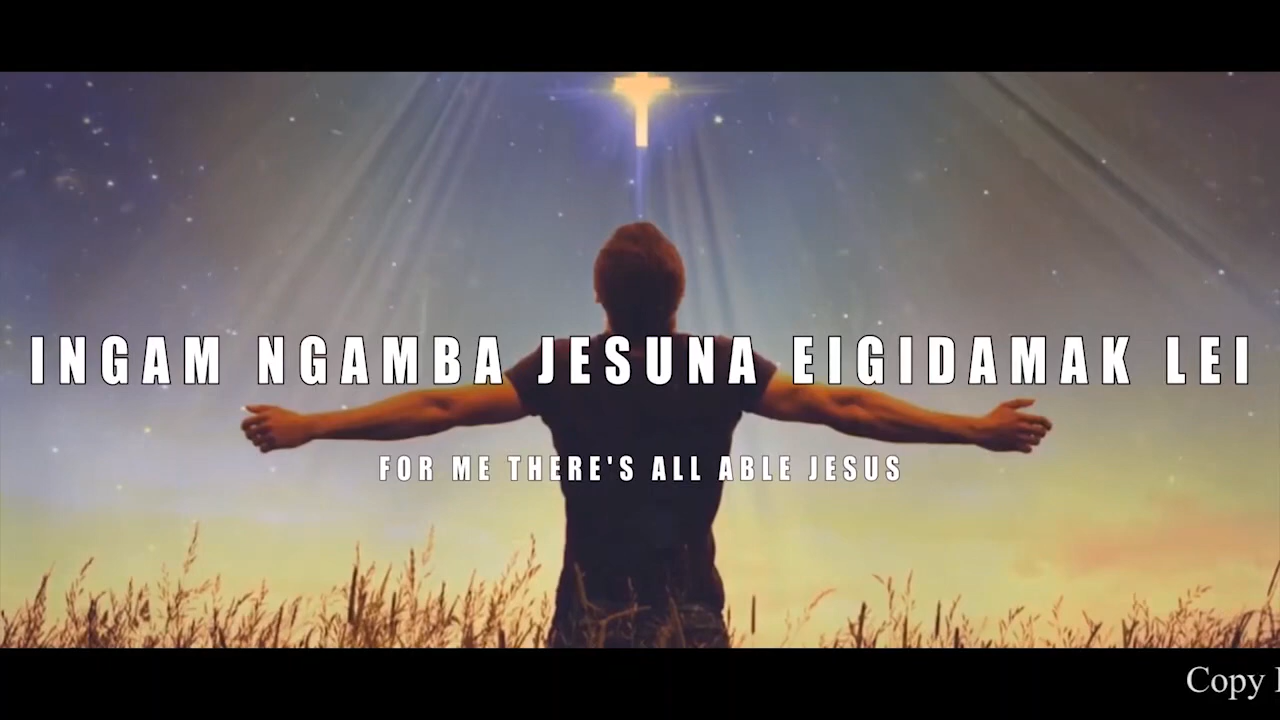 INGAM NGAMBA JESUNA EIGIDAMAK LEI
FOR ME THERE'S ALL ABLE JESUS
Copy